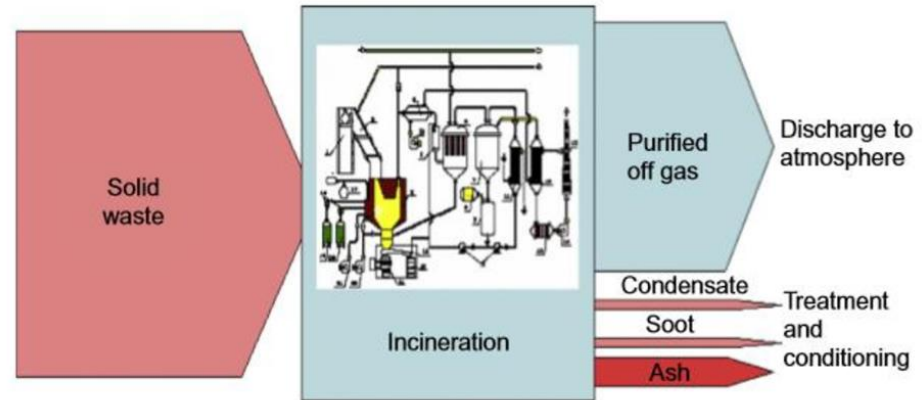 Solid
waste
Incineration
Purified
off gas
Discharge to
atmosphere
Condensate
Soot
Ash
Treatment
and
conditioning